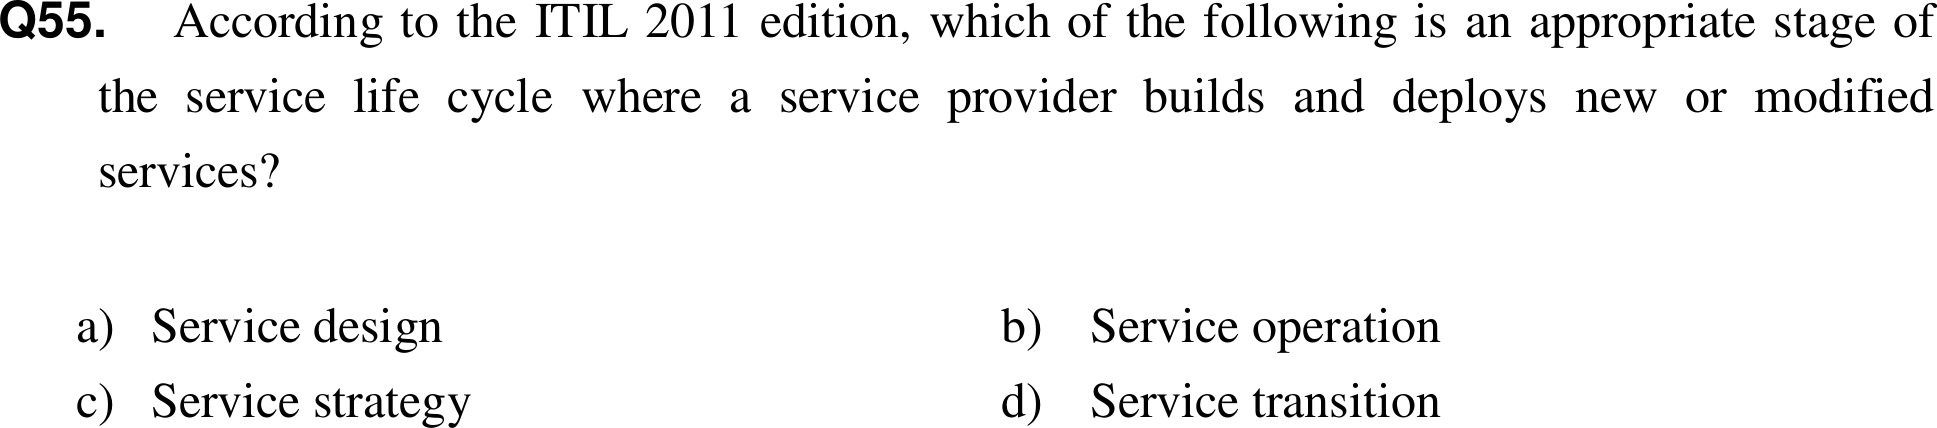 Q55. According to the ITIL 2011 edition, which of the following is an appropriate stage of
the service life cycle where a service provider builds and deploys new or modified
services?
a) Service design b) Service operation
c) Service strategy d) Service transition